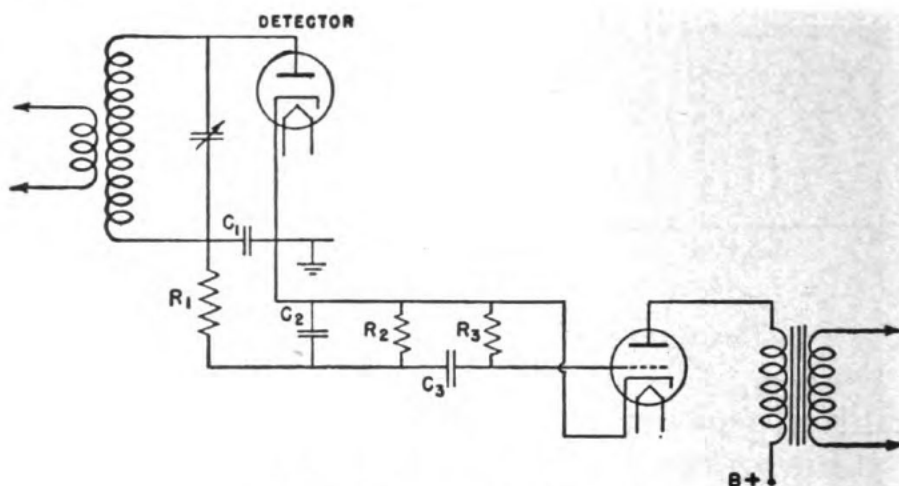 DETECTOR
C1
R1
C2
R2
R3
C3
B+